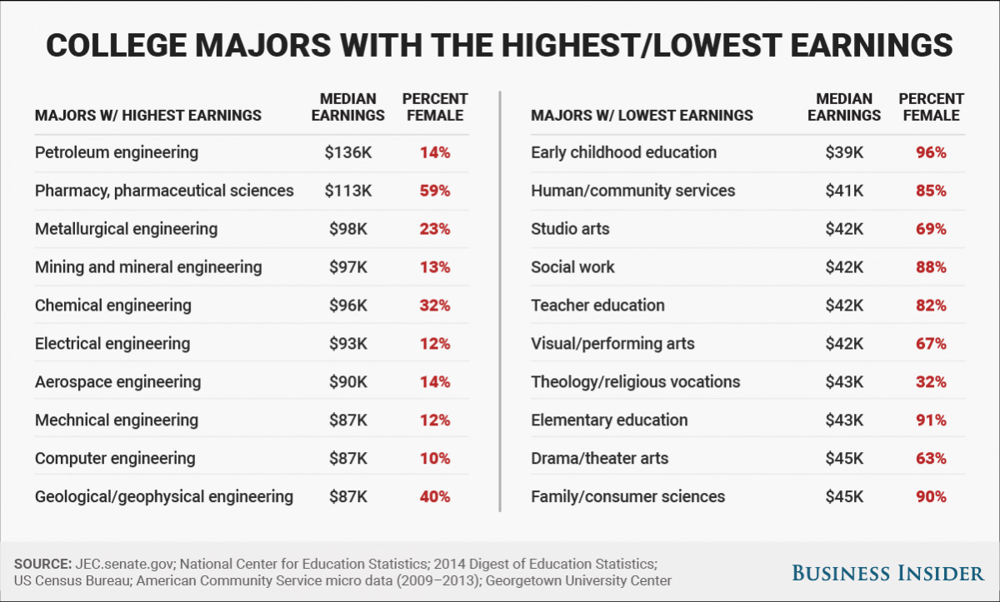 COLLEGE MAJORS WITH THE HIGHEST/LOWEST EARNINGS
MAJORS W/ HIGHEST EARNINGS MEDIAN EARNINGS PERCENT FEMALE
Petroleum engineering $136K 14%
Pharmacy, pharmaceutical sciences $113K 59%
Metallurgical engineering $98K 23%
Mining and mineral engineering $97K 13%
Chemical engineering $96K 32%
Electrical engineering $93K 12%
Aerospace engineering $90K 14%
Mechnical engineering $87K 12%
Computer engineering $87K 10%
Geological/geophysical engineering $87K 40%
MAJORS W/ LOWEST EARNINGS MEDIAN EARNINGS PERCENT FEMALE
Early childhood education $39K 96%
Human/community services $41K 85%
Studio arts $42K 69%
Social work $42K 88%
Teacher education $42K 82%
Visual/performing arts $42K 67%
Theology/religious vocations $43K 32%
Elementary education $43K 91%
Drama/theater arts $45K 63%
Family/consumer sciences $45K 90%
SOURCE: JEC.senate.gov; National Center for Education Statistics; 2014 Digest of Education Statistics;
US Census Bureau; American Community Service micro data (2009–2013); Georgetown University Center
BUSINESS INSIDER